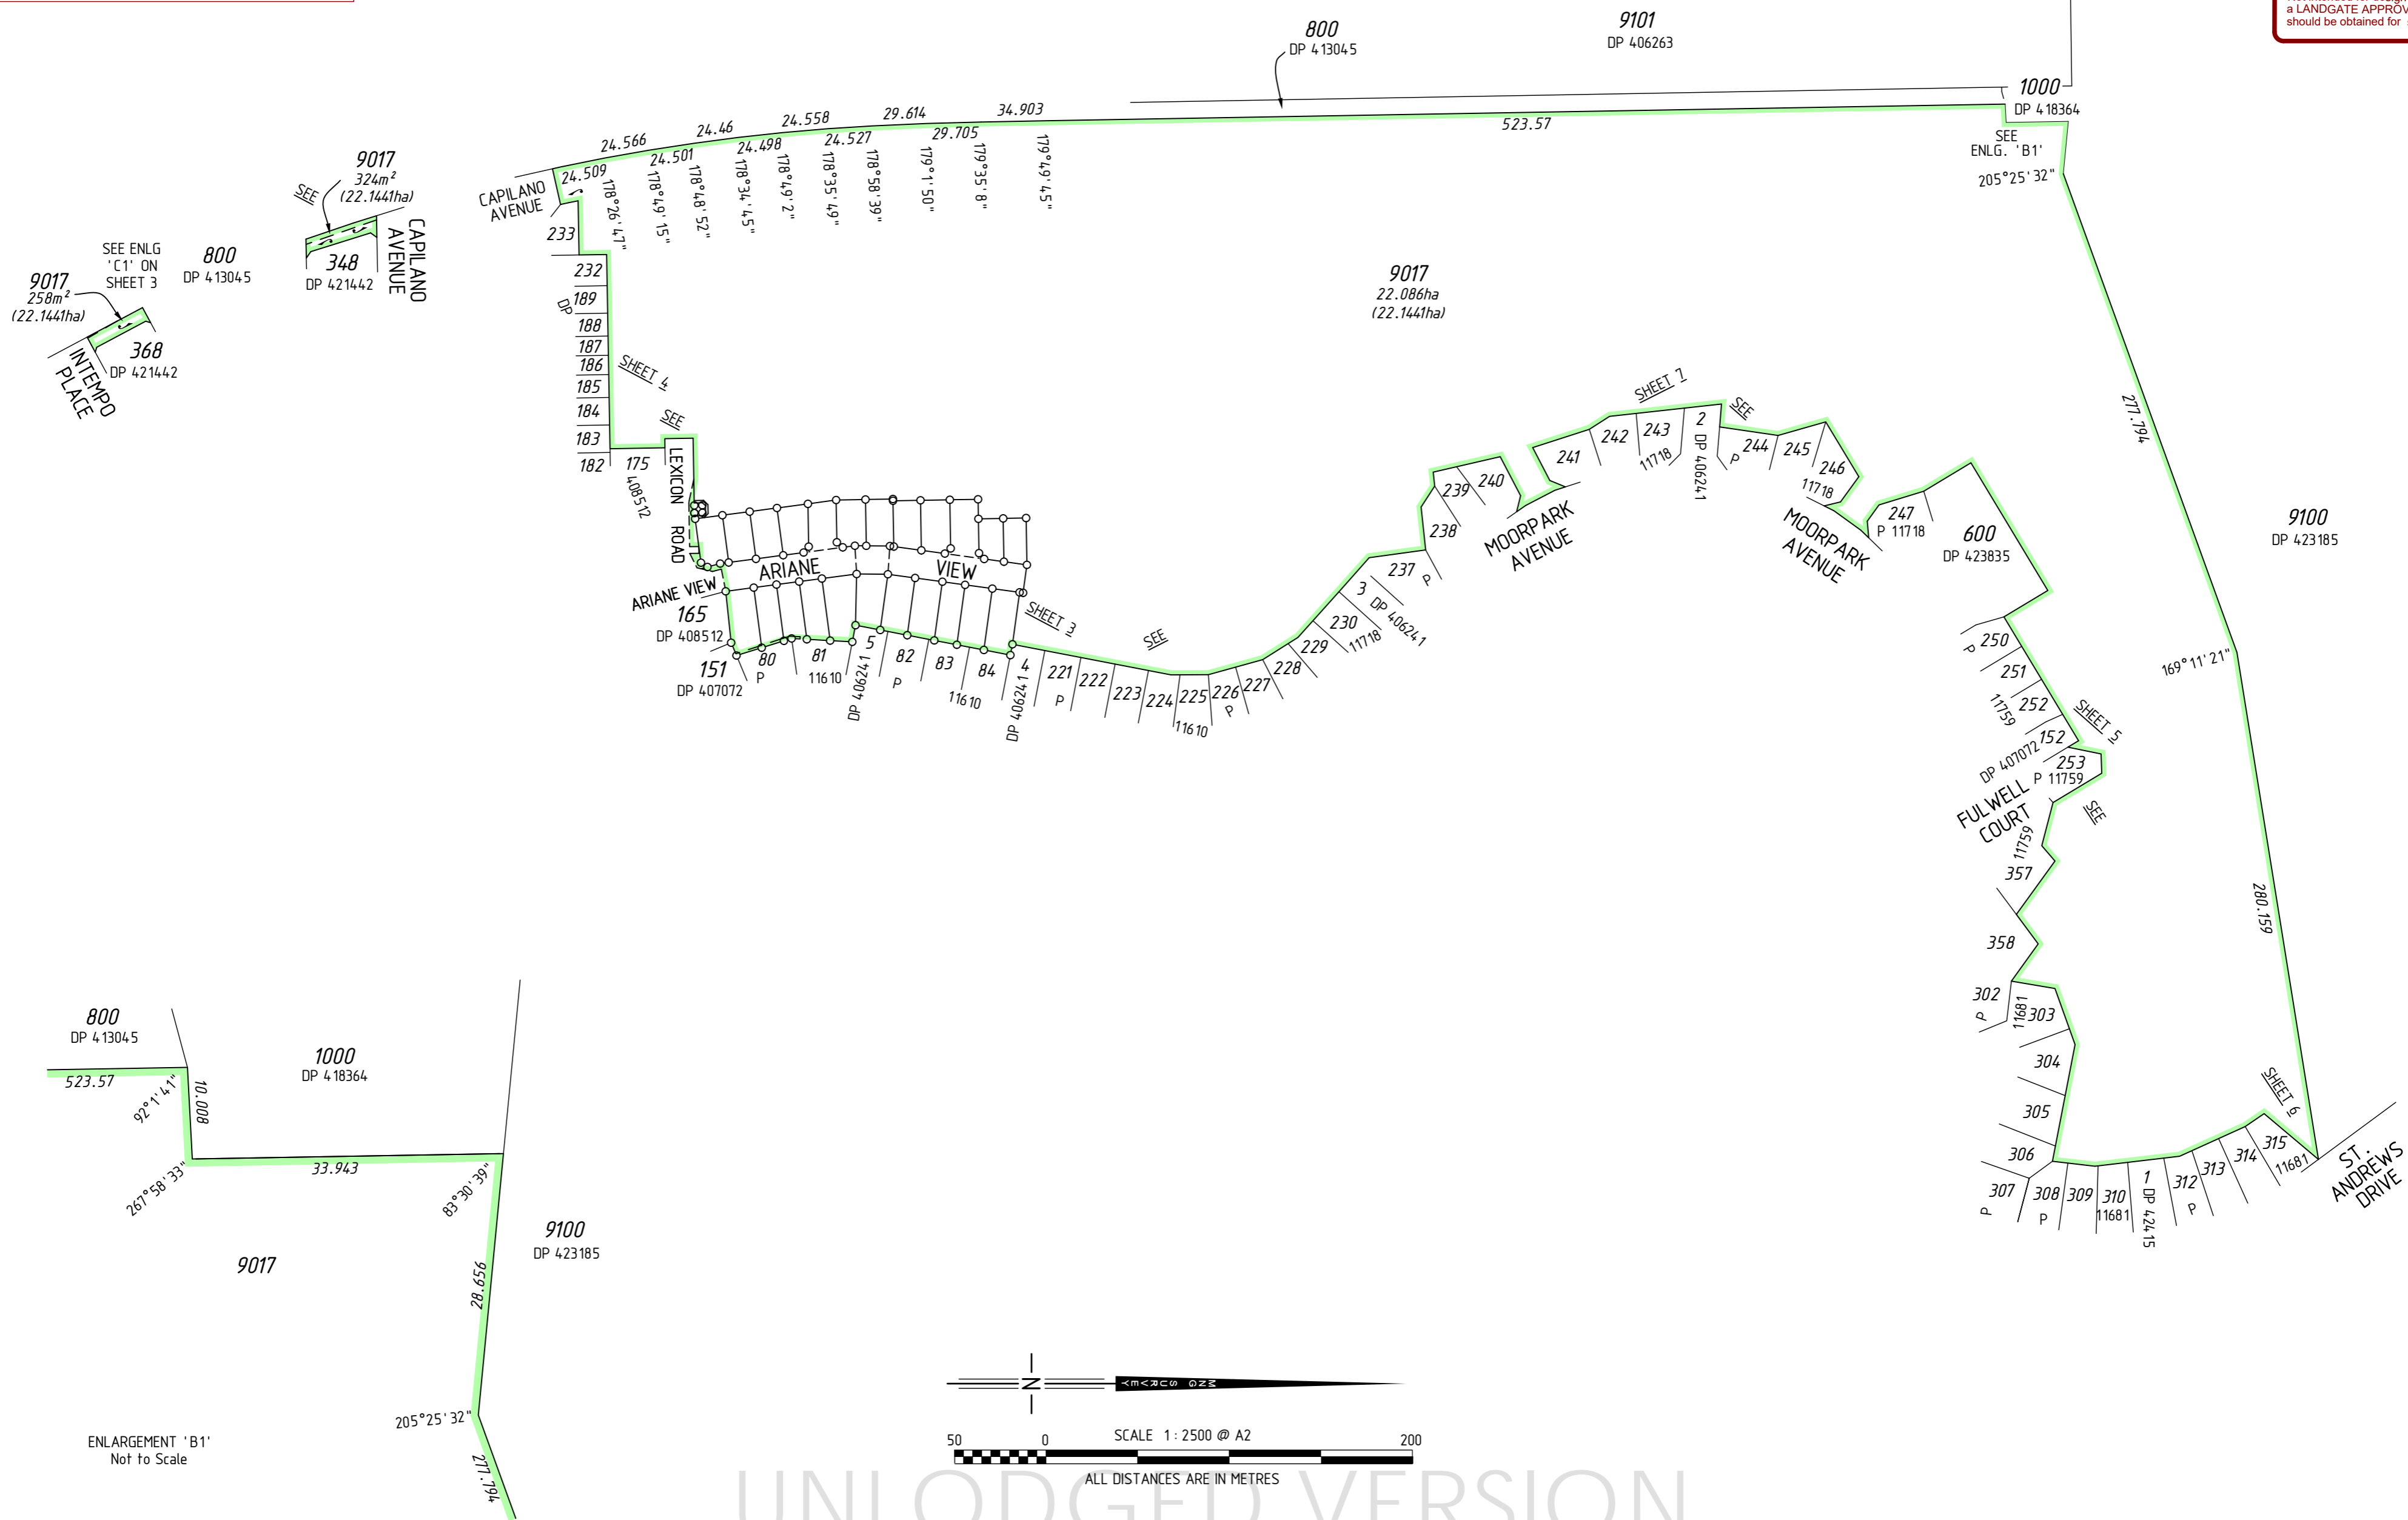 a LANDGATE APPROV
should be obtained for
800
DP 413045
9101
DP 406263
1000
DP 418364
SEE
ENLG. 'B1'
205°25'32"
24.566
24.46
24.558
29.614
34.903
523.57
24.509
24.501
24.498
24.527
29.705
178°26'47"
178°49'15"
178°48'52"
178°34'45"
178°49'2"
178°35'49"
178°58'39"
179°1'50"
179°35'8"
179°49'45"
CAPILANO
AVENUE
9017
324m²
(22.1441ha)
SEE
CAPILANO
AVENUE
348
DP 421442
SEE ENLG
'C1' ON
SHEET 3
800
DP 413045
9017
258m²
(22.1441ha)
368
DP 421442
INTEMPO
PLACE
233
232
DP
189
188
187
186
185
184
183
182
175
408512
SHEET 4
SEE
LEXICON ROAD
9017
22.086ha
(22.1441ha)
ARIANE VIEW
ARIANE VIEW
165
DP 408512
151
DP 407072
80
P
81
11610
5
DP 406241
82
P
83
11610
84
4
DP 406241
SHEET 3
SEE
221
P
222
223
224
225
11610
226
P
227
228
229
230
11718
3
DP 406241
237
P
238
239
240
MOORPARK
AVENUE
241
242
243
11718
2
DP 406241
SHEET 7
SEE
P
244
245
246
11718
MOORPARK
AVENUE
247
P 11718
600
DP 423835
277.794
9100
DP 423185
169°11'21"
280.159
250
P
251
11759
252
152
DP 407072
SHEET 5
SEE
253
P 11759
FULWELL
COURT
11759
357
358
302
P
11681
303
304
305
306
307
P
308
P
309
310
11681
1
DP 42415
312
P
313
314
315
11681
SHEET 6
ST.
ANDREWS
DRIVE
800
DP 413045
523.57
92°1'41"
10.008
1000
DP 418364
267°58'33"
33.943
83°30'39"
9017
9100
DP 423185
28.656
205°25'32"
277.794
ENLARGEMENT 'B1'
Not to Scale
N
MNG SURVEY
SCALE 1:2500 @ A2
50 0 200
ALL DISTANCES ARE IN METRES
UNLODGED VERSION